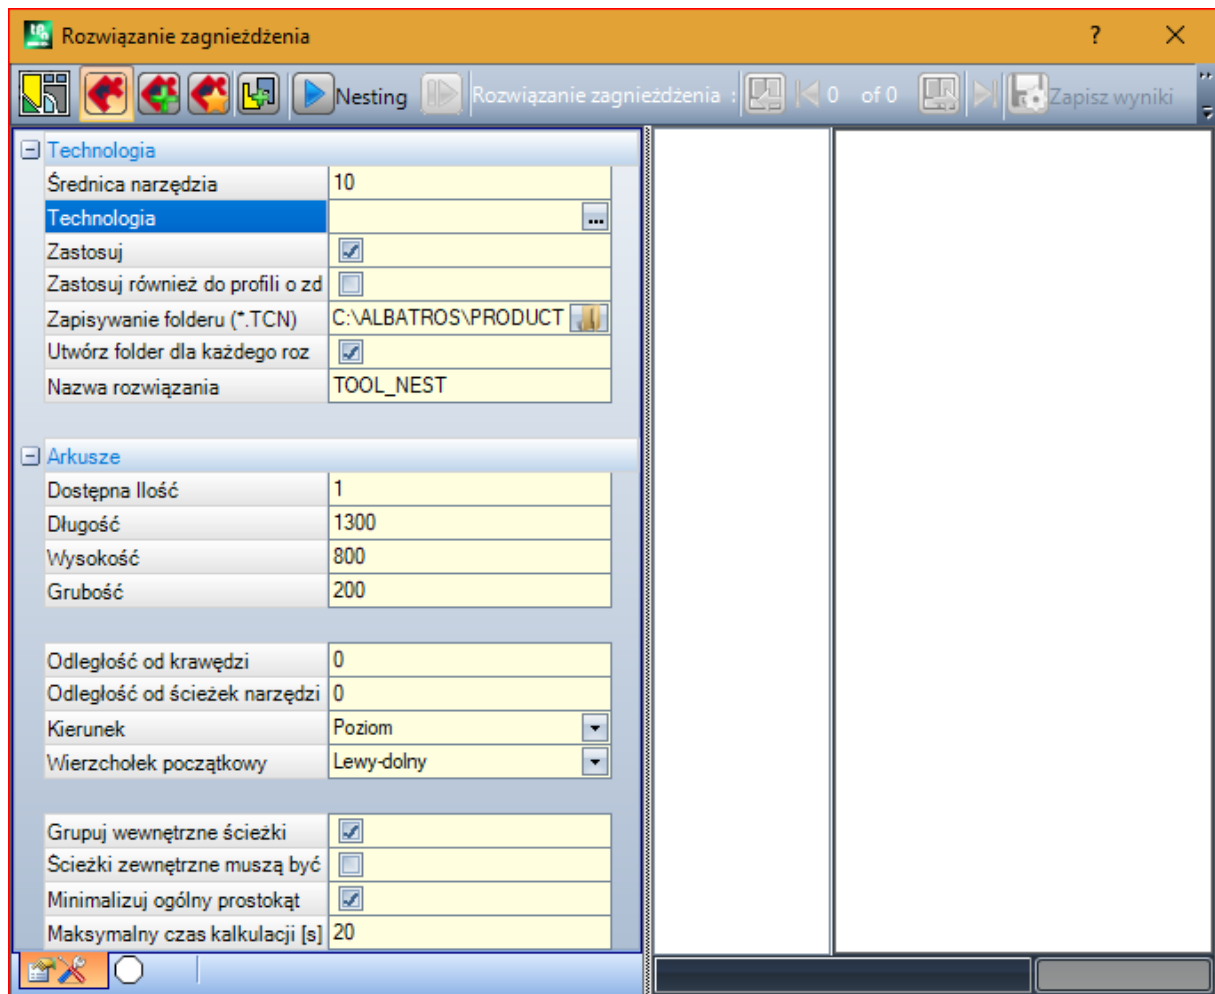 Rozwiązanie zagnieżdżenia ?
Nesting Rozwiązanie zagnieżdżenia : 0 of 0 Zapisz wyniki
Technologia
Średnica narzędzia 10
Technologia ...
Zastosuj
Zastosuj również do profili o zd
Zapisywanie folderu (*.TCN) C:\ALBATROS\PRODUCT
Utwórz folder dla każdego roz
Nazwa rozwiązania TOOL_NEST
Arkusze
Dostępna Ilość 1
Długość 1300
Wysokość 800
Grubość 200
Odległość od krawędzi 0
Odległość od ścieżek narzędzi 0
Kierunek Poziom
Wierzchołek początkowy Lewy-dolny
Grupuj wewnętrzne ścieżki
Ścieżki zewnętrzne muszą być
Minimalizuj ogólny prostokąt
Maksymalny czas kalkulacji [s] 20